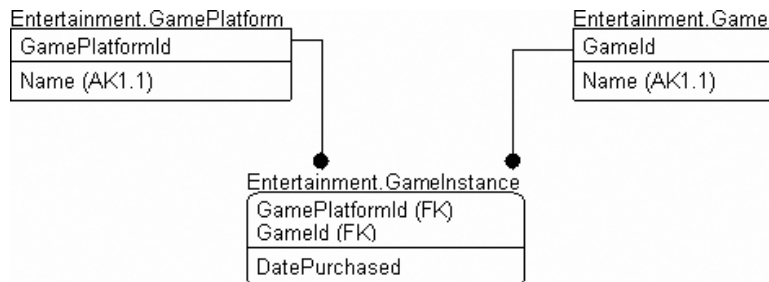 Entertainment.GamePlatform
GamePlatformId
Name (AK1.1)
Entertainment.Game
GameId
Name (AK1.1)
Entertainment.GameInstance
GamePlatformId (FK)
GameId (FK)
DatePurchased